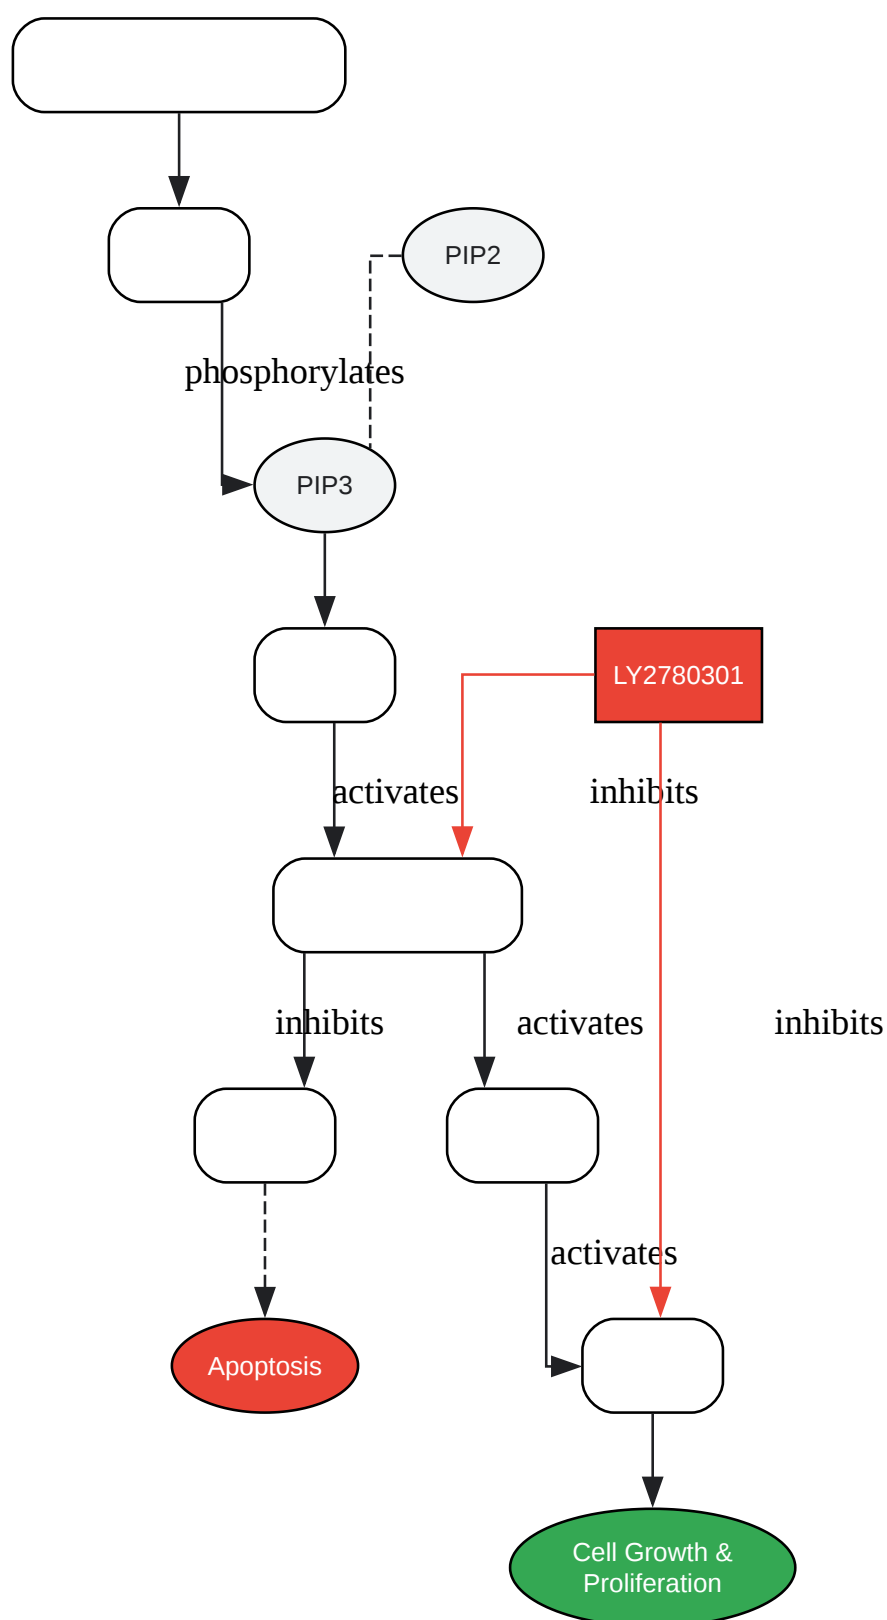 PIP2
phosphorylates
PIP3
LY2780301
activates
inhibits
inhibits
activates
inhibits
activates
Apoptosis
Cell Growth &
Proliferation